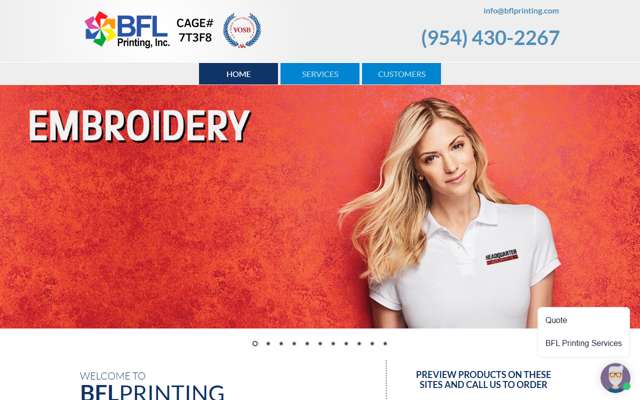 info@bflprinting.com
BFL
Printing, Inc.
CAGE#
7T3F8
VOSB
(954) 430-2267
HOME
SERVICES
CUSTOMERS
EMBROIDERY
HEADQUARTER
Quote
BFL Printing Services
WELCOME TO
BFLPRINTING
PREVIEW PRODUCTS ON THESE
SITES AND CALL US TO ORDER